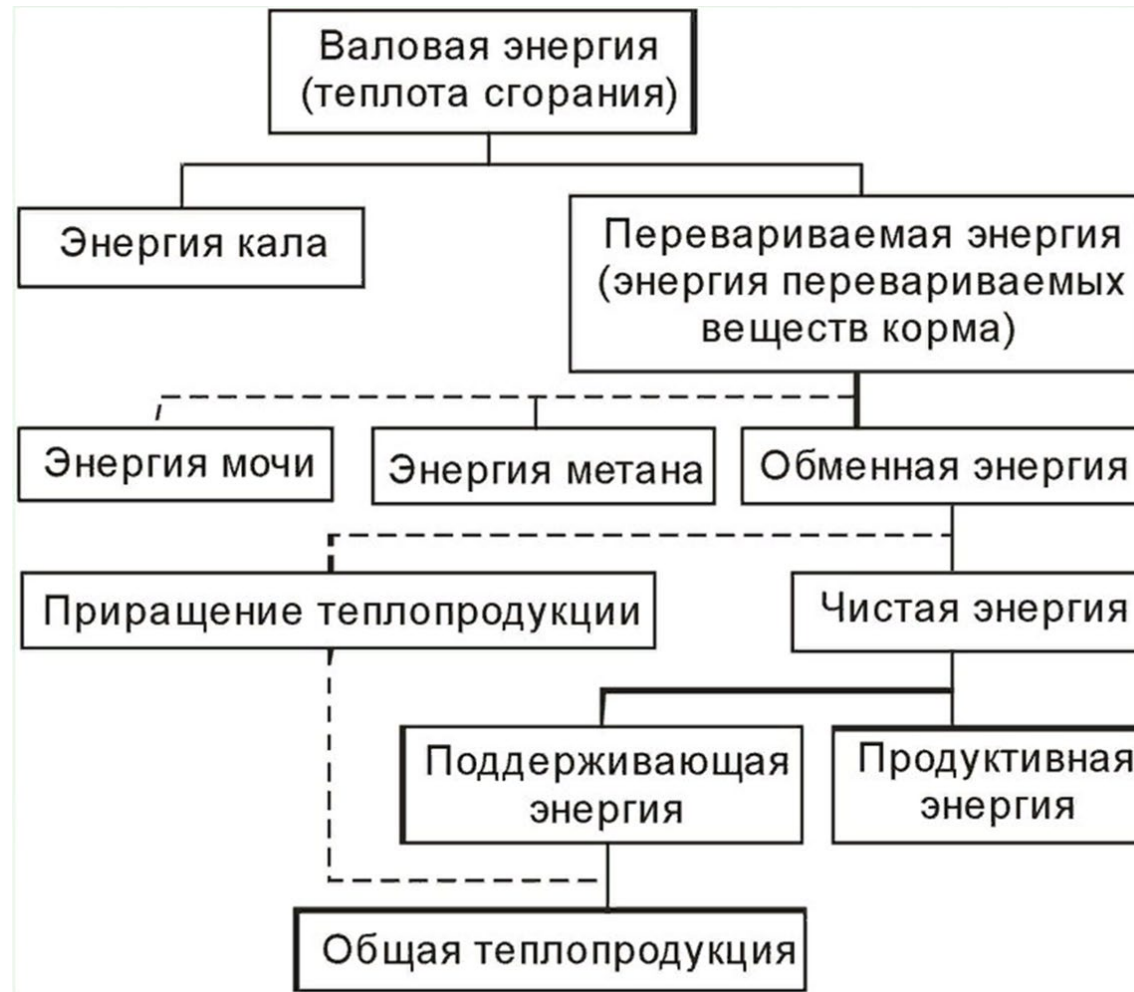 Валовая энергия
(теплота сгорания)
Энергия кала
Перевариваемая энергия
(энергия перевариваемых
веществ корма)
Энергия мочи
Энергия метана
Обменная энергия
Приращение теплопродукции
Чистая энергия
Поддерживающая
энергия
Продуктивная
энергия
Общая теплопродукция